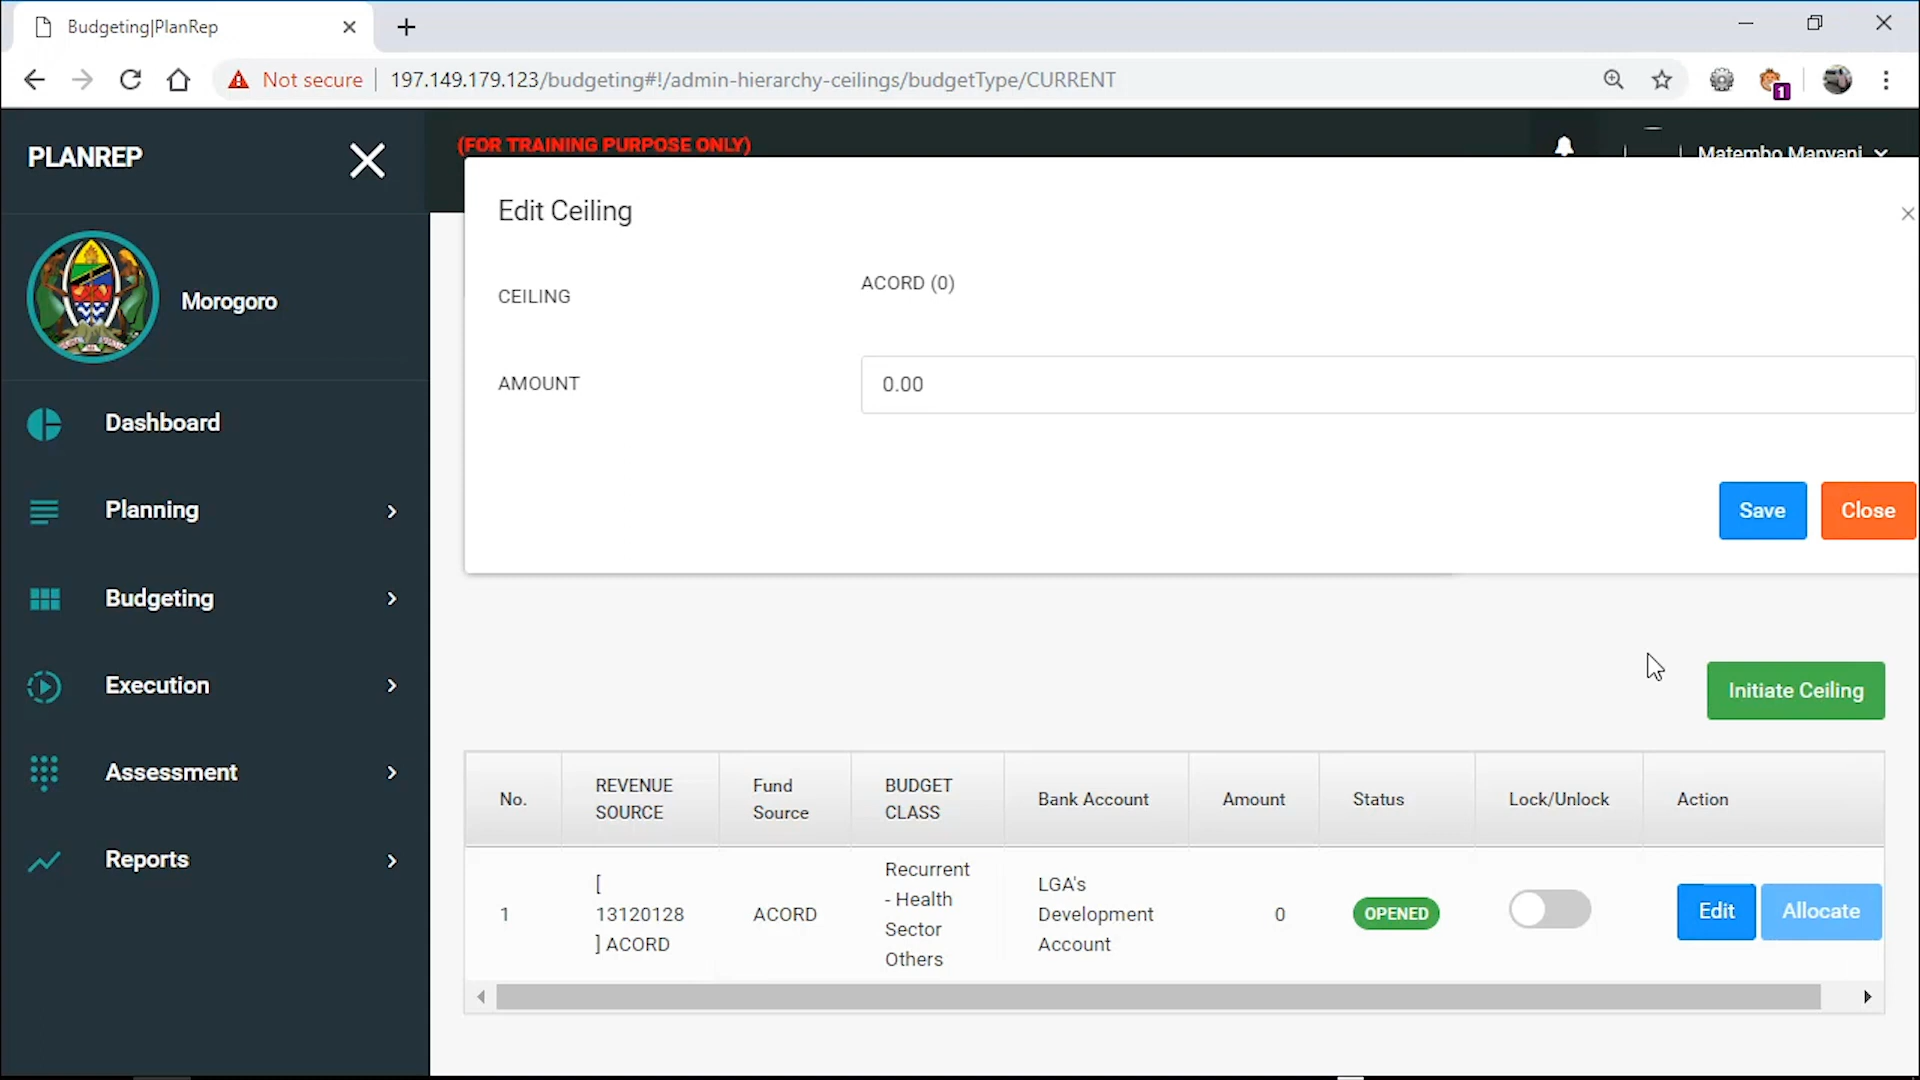 Budgeting|PlanRep
Not secure
197.149.179.123/budgeting#!/admin-hierarchy-ceilings/budgetType/CURRENT
1
PLANREP
(FOR TRAINING PURPOSE ONLY)
Matembo Manyani
Edit Ceiling
CEILING
ACORD (0)
AMOUNT
0.00
Save
Close
Morogoro
Dashboard
Planning
Budgeting
Execution
Assessment
Reports
Initiate Ceiling
No.
REVENUE
SOURCE
Fund
Source
BUDGET
CLASS
Bank Account
Amount
Status
Lock/Unlock
Action
1
[
13120128
] ACORD
ACORD
Recurrent
- Health
Sector
Others
LGA's
Development
Account
0
OPENED
Edit
Allocate